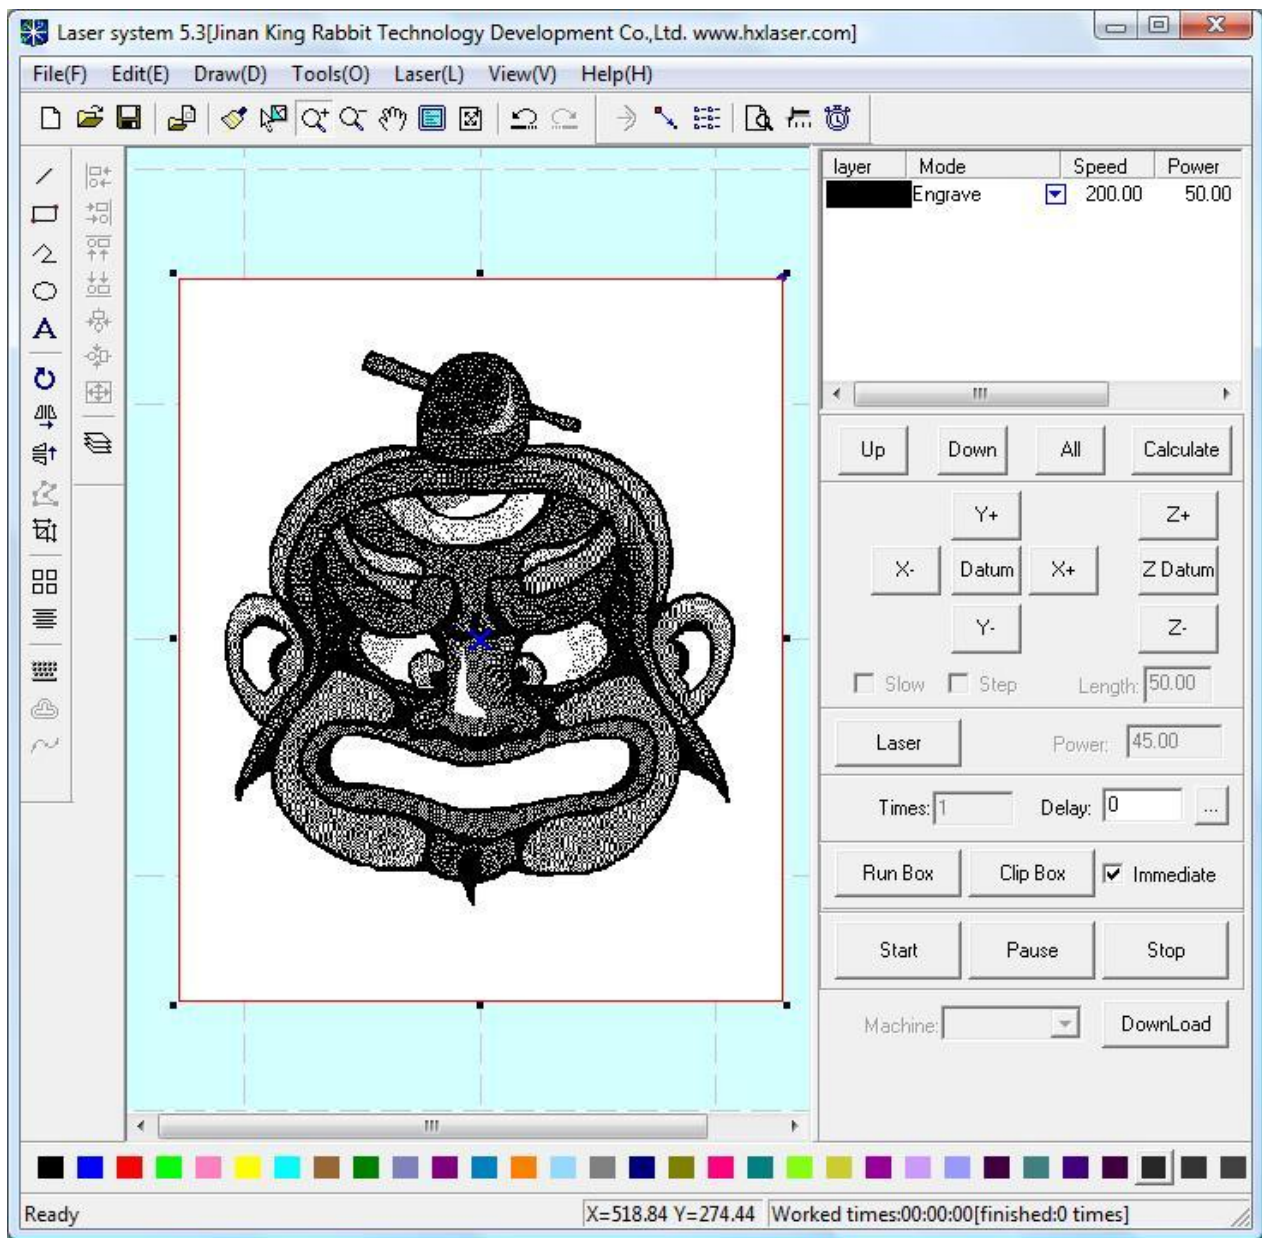 Laser system 5.3[Jinan King Rabbit Technology Development Co.,Ltd. www.hxlaser.com]
File(F) Edit(E) Draw(D) Tools(O) Laser(L) View(V) Help(H)
layer Mode Speed Power
Engrave 200.00 50.00
Up Down All Calculate
Y+ Z+
X- Datum X+ Z Datum
Y- Z-
Slow Step Length: 50.00
Laser Power: 45.00
Times: 1 Delay: 0 ...
Run Box Clip Box Immediate
Start Pause Stop
Machine: DownLoad
Ready X=518.84 Y=274.44 Worked times:00:00:00[finished:0 times]